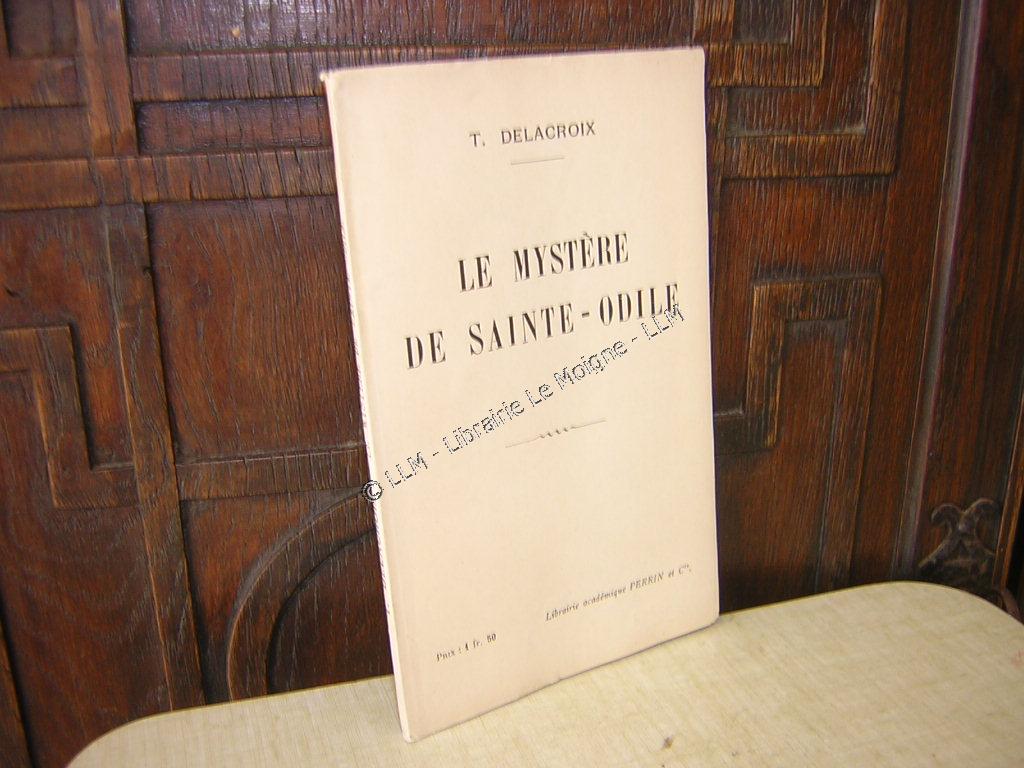 T. DELACROIX
LE MYSTÈRE
DE SAINTE-ODILE
© LLM - Librairie Le Moigne - LLM
Librairie académique PERRIN et Cie.
Prix : 1 fr. 50